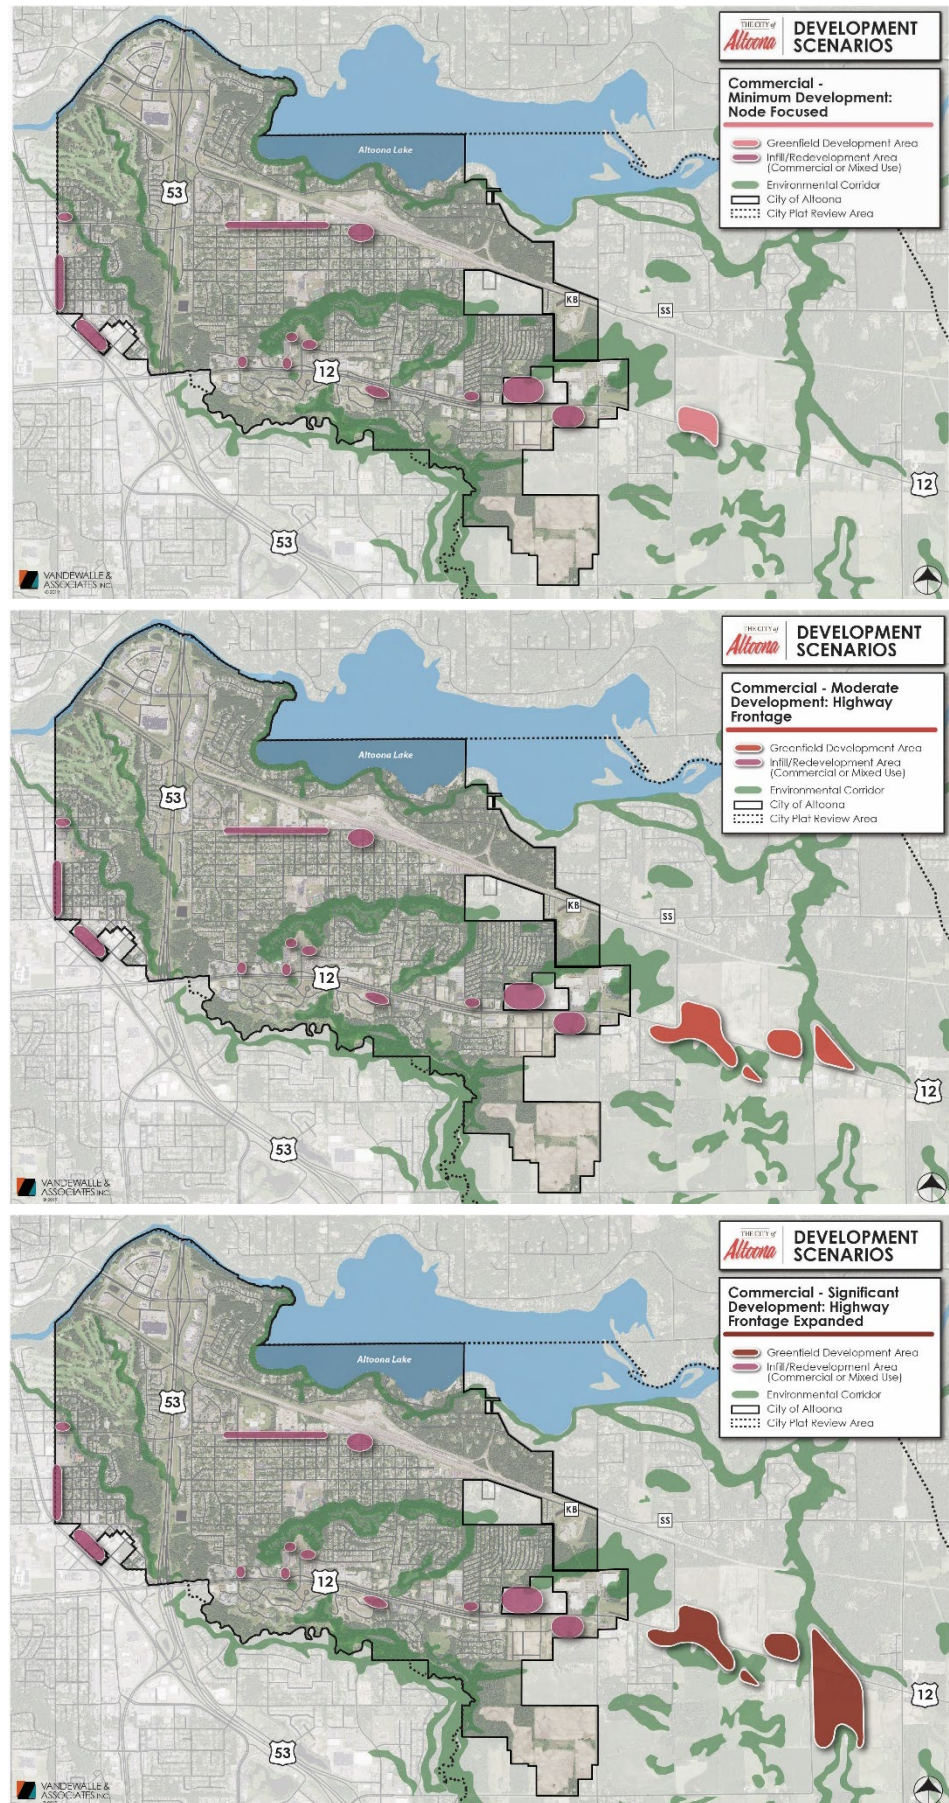 THE CITY of
Altoona
DEVELOPMENT
SCENARIOS
Commercial -
Minimum Development:
Node Focused
Greenfield Development Area
Infill/Redevelopment Area
(Commercial or Mixed Use)
Environmental Corridor
City of Altoona
City Plat Review Area
Altoona Lake
53
KB
SS
12
12
53
VANDEWALLE &
ASSOCIATES INC.
© 2019
THE CITY of
Altoona
DEVELOPMENT
SCENARIOS
Commercial - Moderate
Development: Highway
Frontage
Greenfield Development Area
Infill/Redevelopment Area
(Commercial or Mixed Use)
Environmental Corridor
City of Altoona
City Plat Review Area
Altoona Lake
53
KB
SS
12
12
53
VANDEWALLE &
ASSOCIATES INC.
THE CITY of
Altoona
DEVELOPMENT
SCENARIOS
Commercial - Significant
Development: Highway
Frontage Expanded
Greenfield Development Area
Infill/Redevelopment Area
(Commercial or Mixed Use)
Environmental Corridor
City of Altoona
City Plat Review Area
Altoona Lake
53
KB
SS
12
12
53
VANDEWALLE &
ASSOCIATES INC.